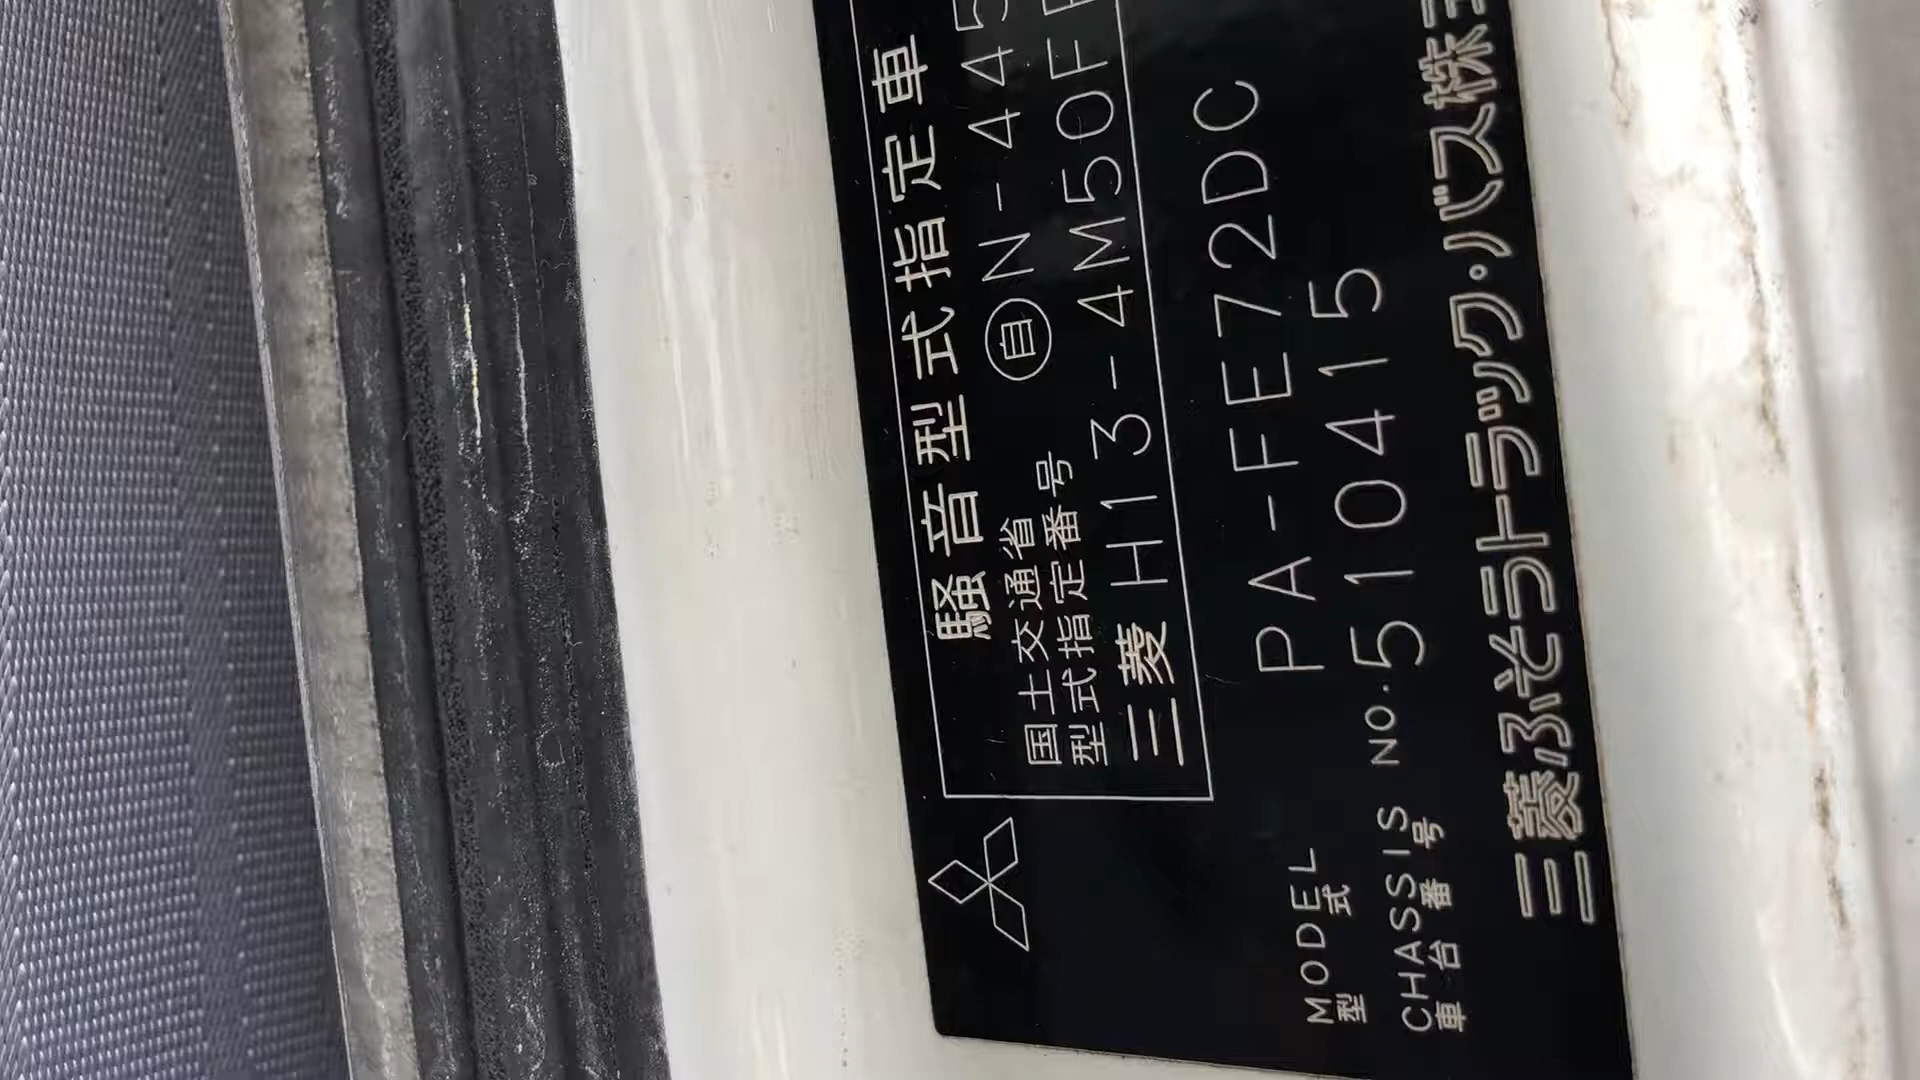 騒音型式指定車
国土交通省
型式指定番号
自 N-445
三菱 H13-4M50F
MODEL
型式
PA-FE72DC
CHASSIS NO.
車台番号
510415
三菱ふそうトラック・バス株式